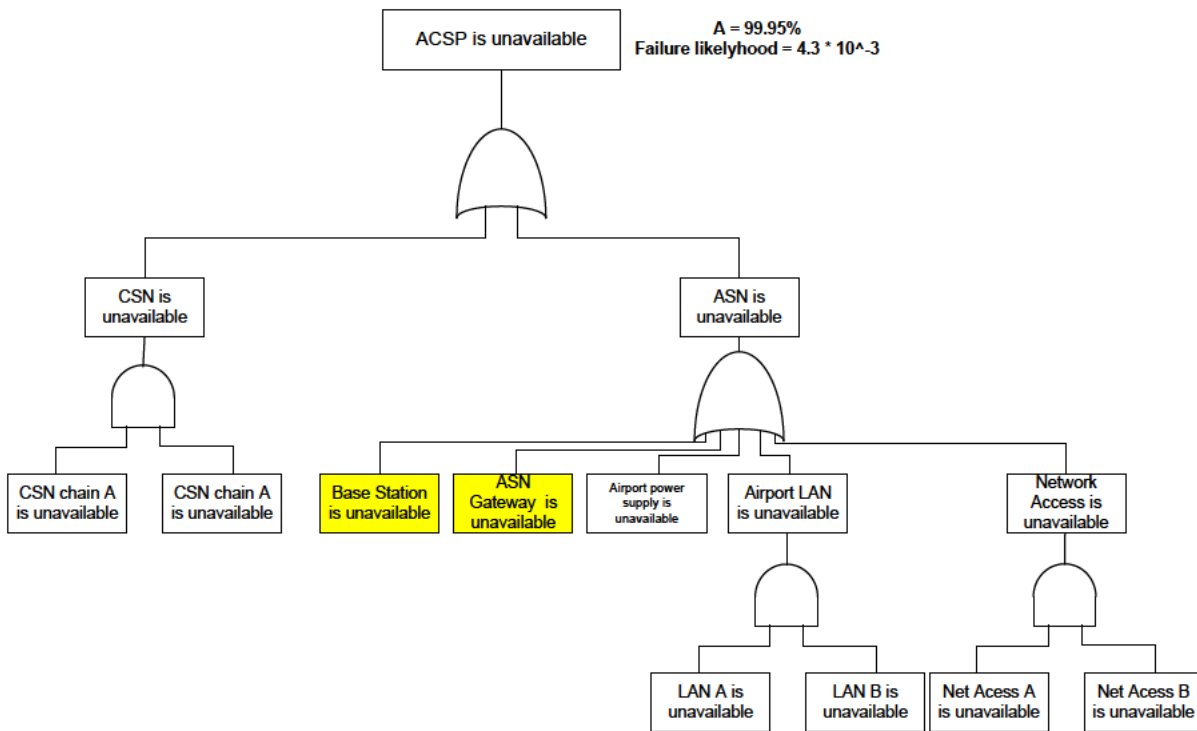 ACSP is unavailable
A = 99.95%
Failure likelyhood = 4.3 * 10^-3
CSN is
unavailable
ASN is
unavailable
CSN chain A
is unavailable
CSN chain A
is unavailable
Base Station
is unavailable
ASN
Gateway is
unavailable
Airport power
supply is
unavailable
Airport LAN
is unavailable
Network
Access is
unavailable
LAN A is
unavailable
LAN B is
unavailable
Net Acess A
is unavailable
Net Acess B
is unavailable